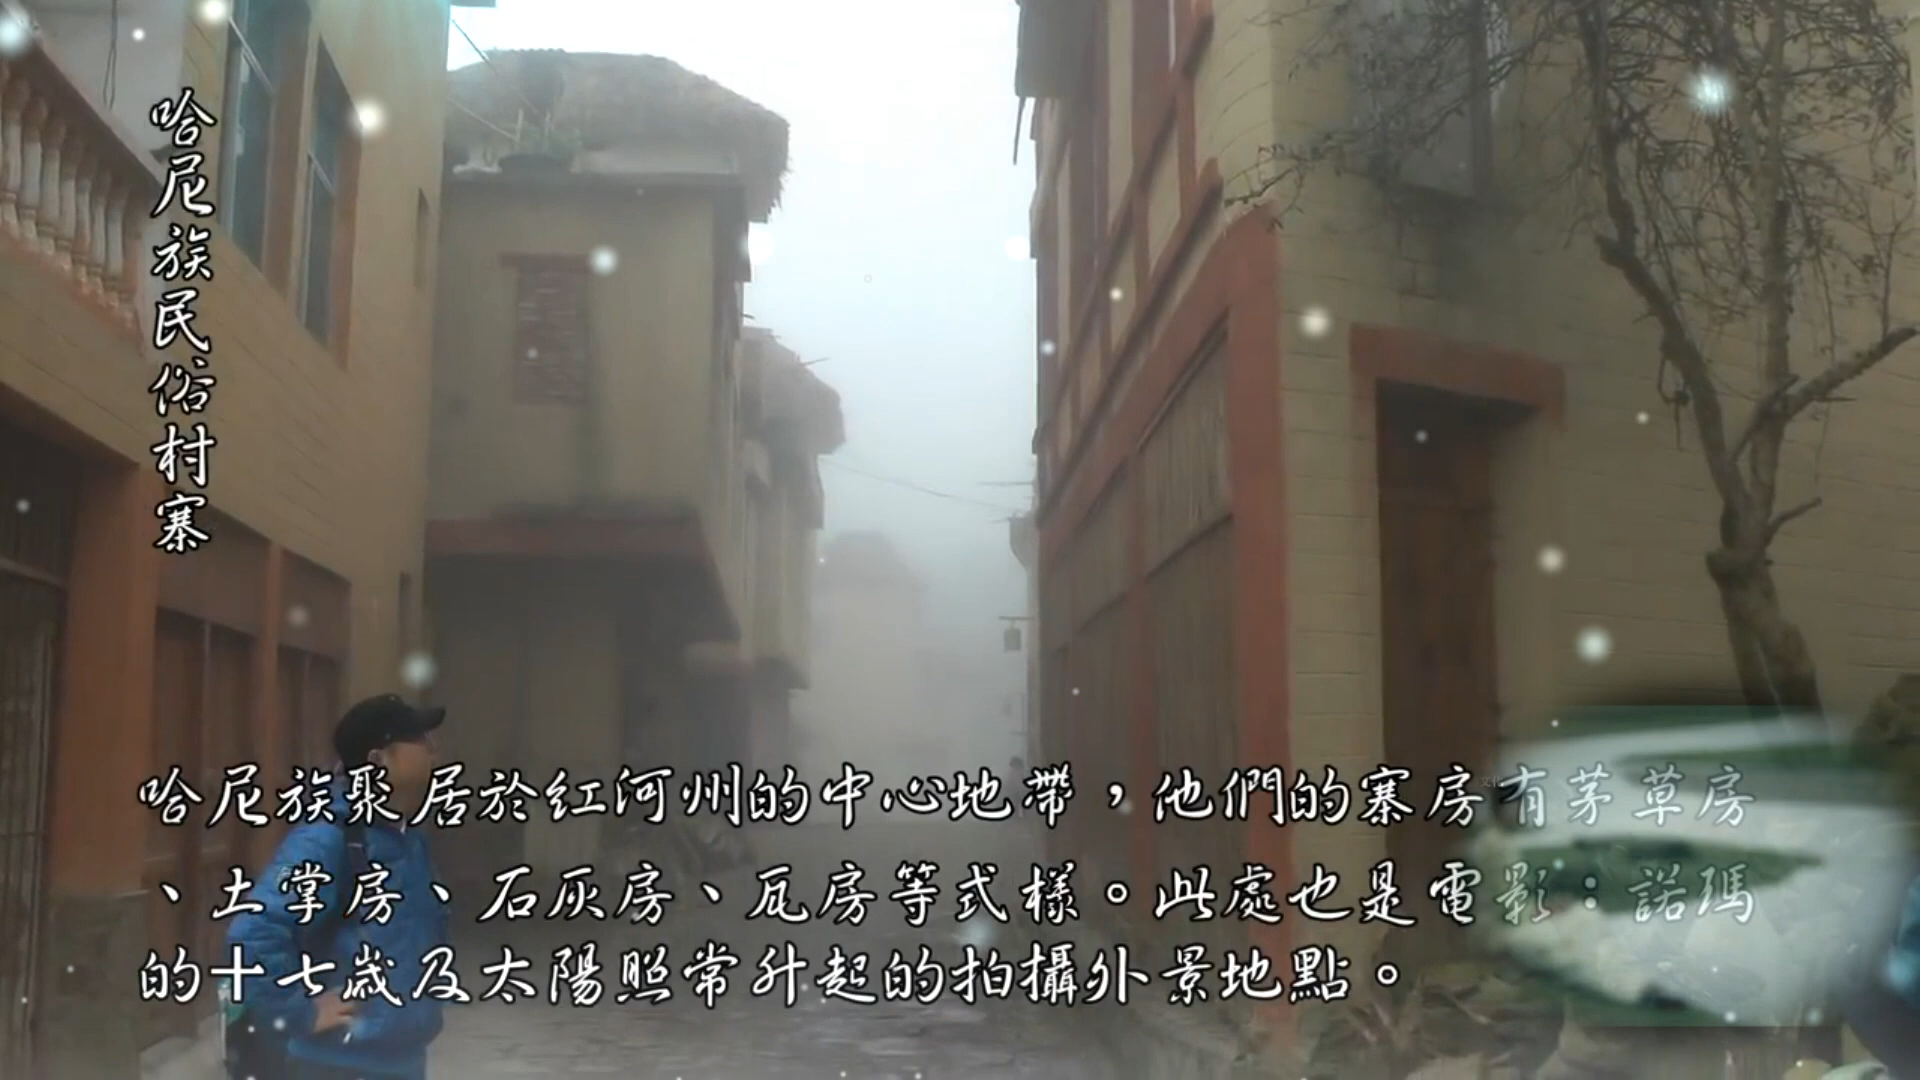 哈尼族民俗村寨
哈尼族聚居於紅河州的中心地帶，他們的寨房有茅草房
、土掌房、石灰房、瓦房等式樣。此處也是電影：諾瑪
的十七歲及太陽照常升起的拍攝外景地點。